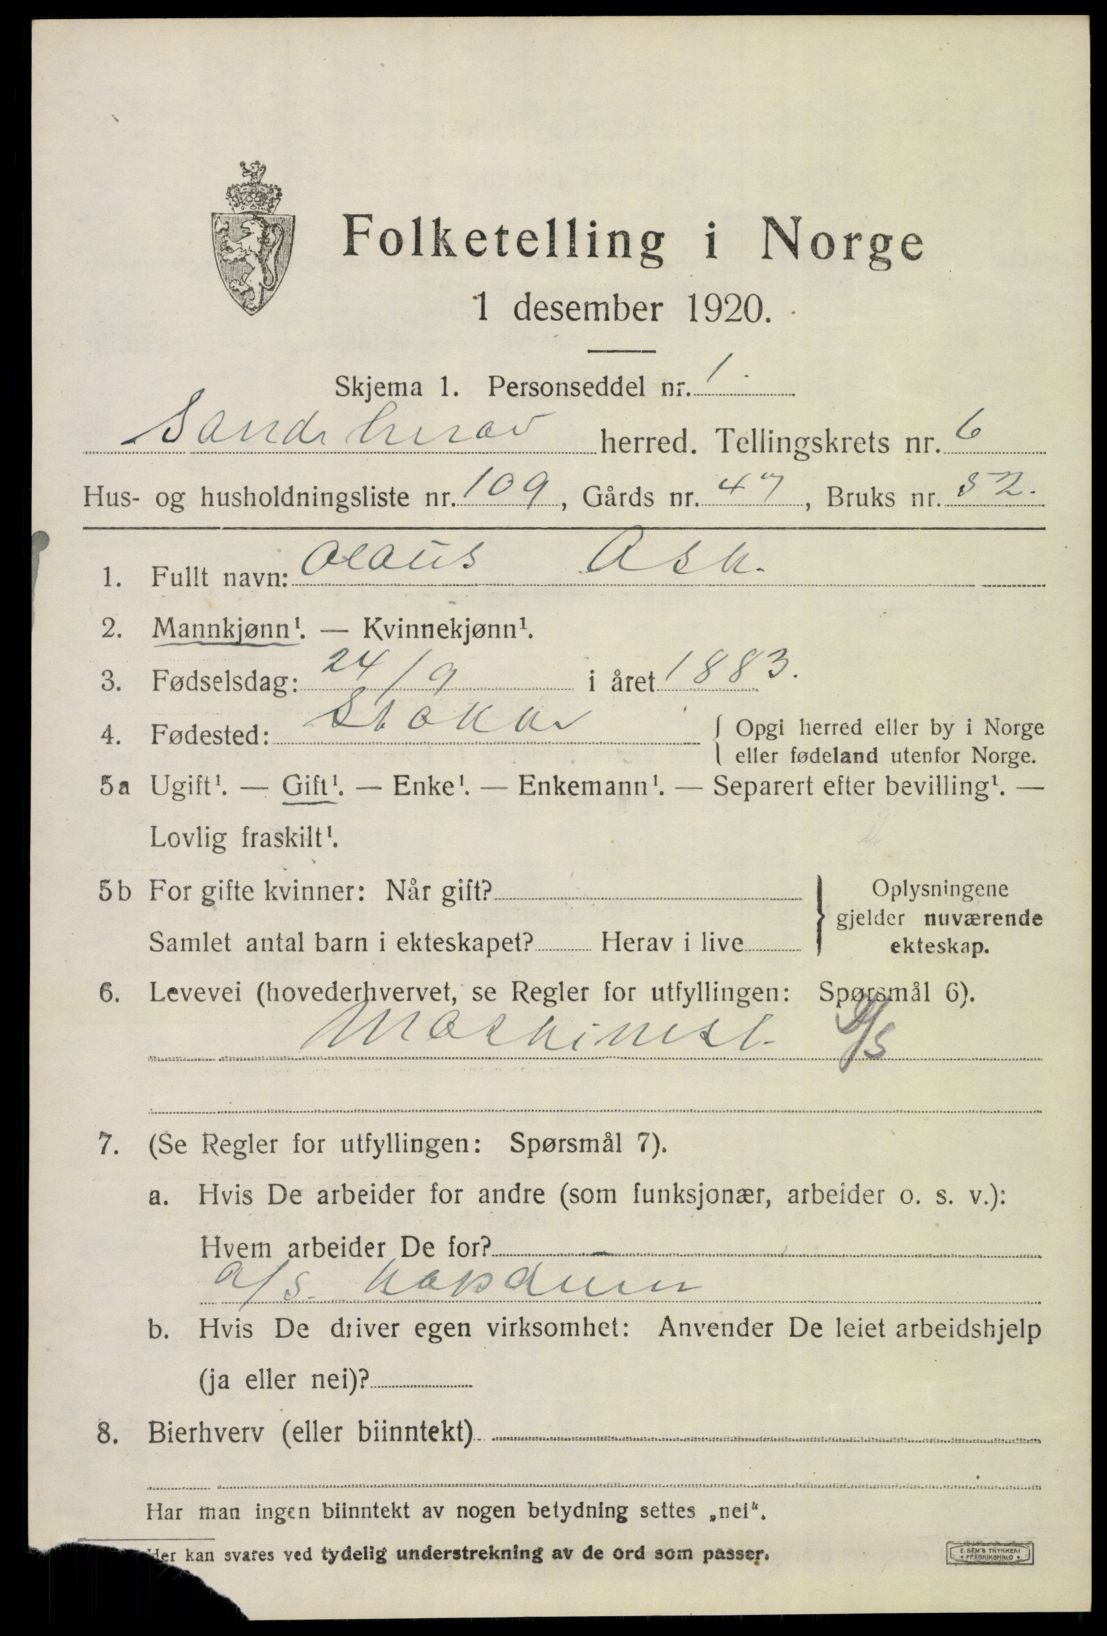 Folketelling i Norge
1 desember 1920.
Skjema 1. Personseddel nr. 1.
Sandeherav herred. Tellingskrets nr. 6
Hus- og husholdningsliste nr. 109, Gårds nr. 47, Bruks nr. 52.
1. Fullt navn: Olaus Ask.
2. Mannkjønn¹. — Kvinnekjønn¹.
3. Fødselsdag: 24/9 i året 1883.
4. Fødested: Stokke { Opgi herred eller by i Norge
eller fødeland utenfor Norge.
5a Ugift¹. — Gift¹. — Enke¹. — Enkemann¹. — Separert efter bevilling¹. —
Lovlig fraskilt¹.
5b For gifte kvinner: Når gift?
Samlet antal barn i ekteskapet? Herav i live
} Oplysningene
gjelder nuværende
ekteskap.
6. Levevei (hovederhvervet, se Regler for utfyllingen: Spørsmål 6).
Maskinist.
7. (Se Regler for utfyllingen: Spørsmål 7).
a. Hvis De arbeider for andre (som funksjonær, arbeider o. s. v.):
Hvem arbeider De for?
a/s.
b. Hvis De driver egen virksomhet: Anvender De leiet arbeidshjelp
(ja eller nei)?
8. Bierhverv (eller biinntekt)
Har man ingen biinntekt av nogen betydning settes „nei“.
Her kan svares ved tydelig understrekning av de ord som passer.
E. SEM'S TRYKKERI
FREDRIKSHALD